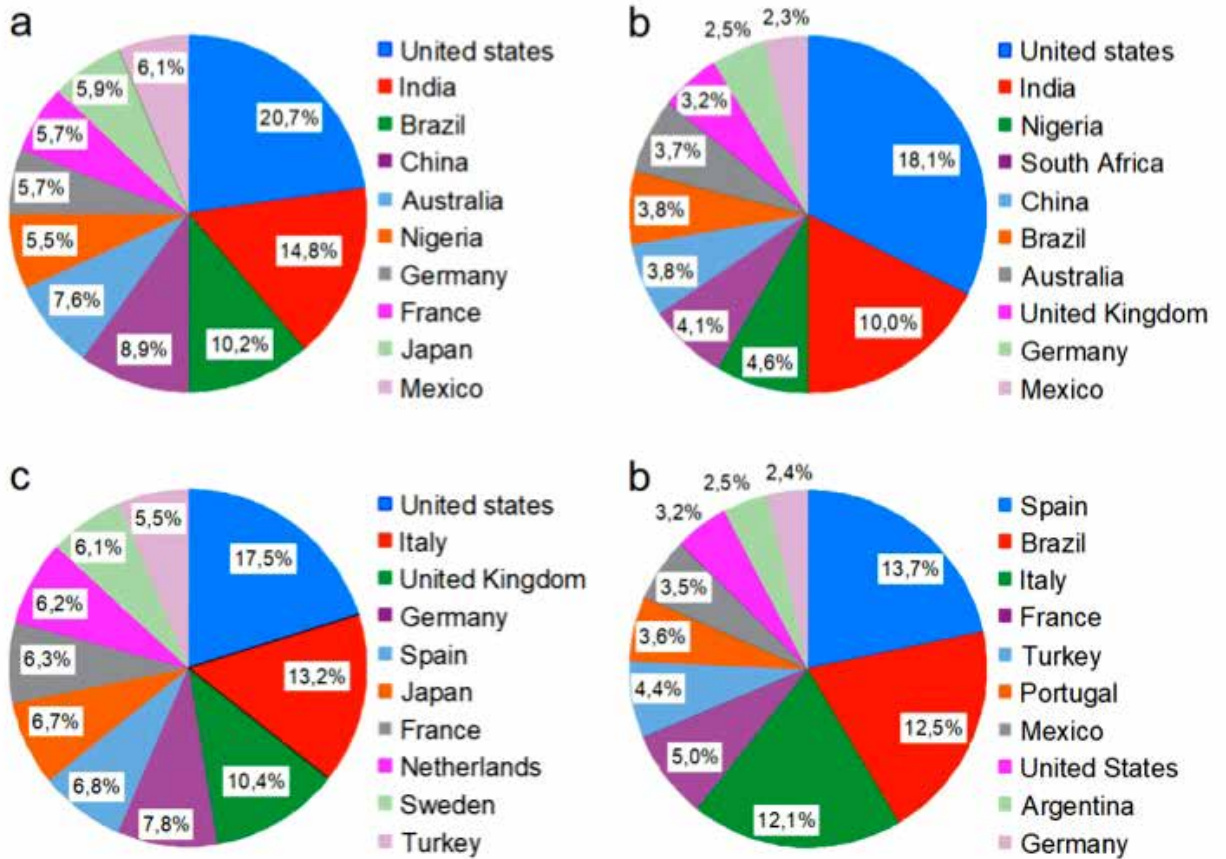 a
United states
India
Brazil
China
Australia
Nigeria
Germany
France
Japan
Mexico
20,7%
14,8%
10,2%
8,9%
7,6%
5,5%
5,7%
5,7%
5,9%
6,1%
b
United states
India
Nigeria
South Africa
China
Brazil
Australia
United Kingdom
Germany
Mexico
18,1%
10,0%
4,6%
4,1%
3,8%
3,8%
3,7%
3,2%
2,5%
2,3%
c
United states
Italy
United Kingdom
Germany
Spain
Japan
France
Netherlands
Sweden
Turkey
17,5%
13,2%
10,4%
7,8%
6,8%
6,7%
6,3%
6,2%
6,1%
5,5%
b
Spain
Brazil
Italy
France
Turkey
Portugal
Mexico
United States
Argentina
Germany
13,7%
12,5%
12,1%
5,0%
4,4%
3,6%
3,5%
3,2%
2,5%
2,4%